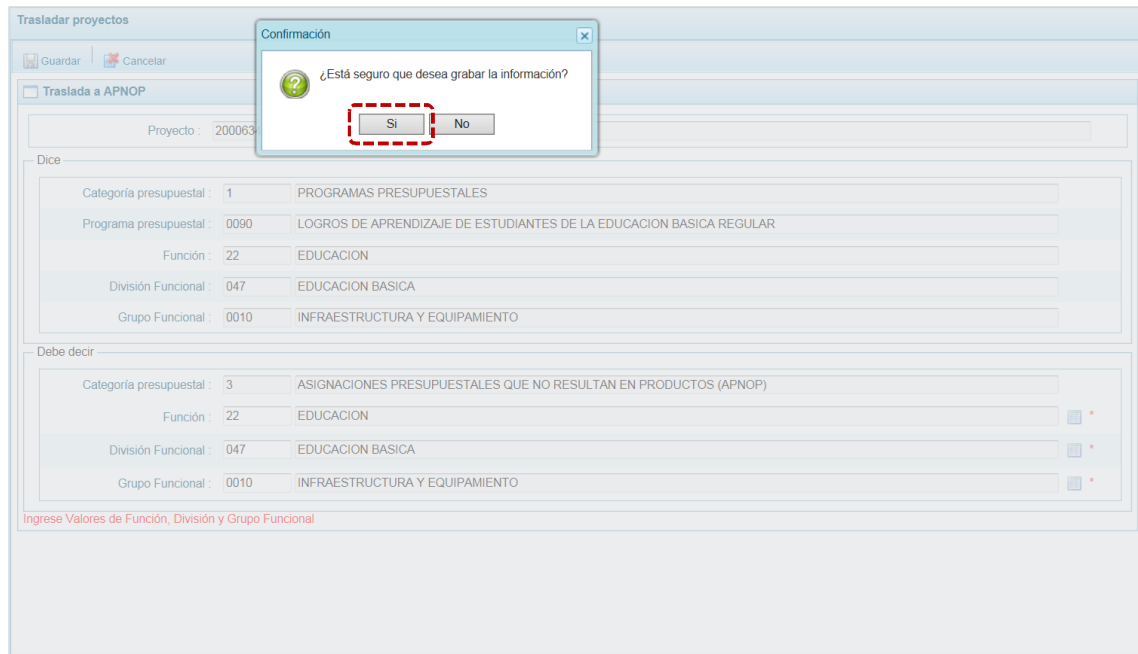 Trasladar proyectos
Confirmación
Guardar Cancelar
¿Está seguro que desea grabar la información?
Si No
Traslada a APNOP
Proyecto :
Dice
Categoría presupuestal : 1 PROGRAMAS PRESUPUESTALES
Programa presupuestal : 0090 LOGROS DE APRENDIZAJE DE ESTUDIANTES DE LA EDUCACION BASICA REGULAR
Función : 22 EDUCACION
División Funcional : 047 EDUCACION BASICA
Grupo Funcional : 0010 INFRAESTRUCTURA Y EQUIPAMIENTO
Debe decir
Categoría presupuestal : 3 ASIGNACIONES PRESUPUESTALES QUE NO RESULTAN EN PRODUCTOS (APNOP)
Función : 22 EDUCACION *
División Funcional : 047 EDUCACION BASICA *
Grupo Funcional : 0010 INFRAESTRUCTURA Y EQUIPAMIENTO *
Ingrese Valores de Función, División y Grupo Funcional